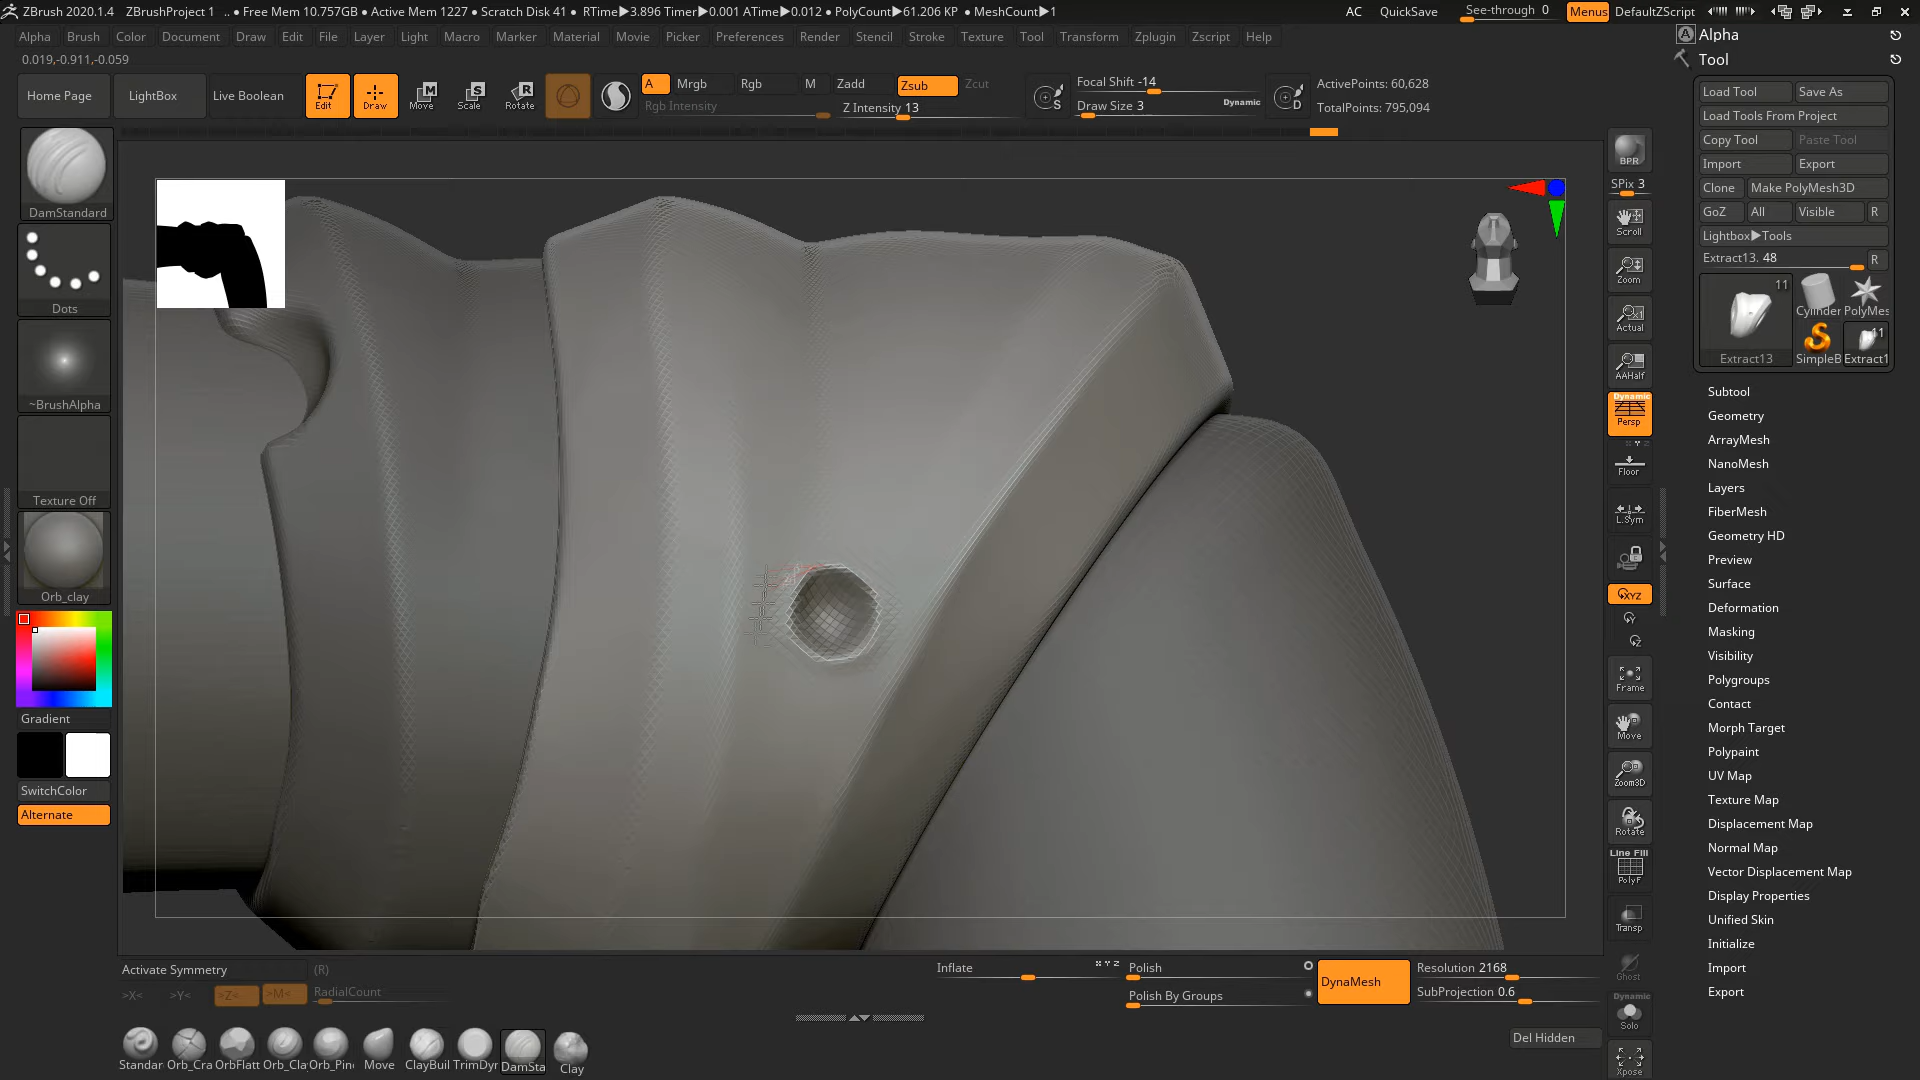 ZBrush 2020.1.4 ZBrushProject 1 .. ● Free Mem 10.757GB ● Active Mem 1227 ● Scratch Disk 41 ● RTime▶3.896 Timer▶0.001 ATime▶0.012 ● PolyCount▶61.206 KP ● MeshCount▶1 AC QuickSave See-through 0 Menus DefaultZScript
Alpha Brush Color Document Draw Edit File Layer Light Macro Marker Material Movie Picker Preferences Render Stencil Stroke Texture Tool Transform Zplugin Zscript Help
0.019,-0.911,-0.059
Home Page LightBox Live Boolean Edit Draw Move Scale Rotate
A Mrgb Rgb M Zadd Zsub Zcut
Rgb Intensity Z Intensity 13
Focal Shift -14
Draw Size 3 Dynamic
S D
ActivePoints: 60,628
TotalPoints: 795,094
DamStandard
Dots
~BrushAlpha
Texture Off
Orb_clay
Gradient
SwitchColor
Alternate
BPR
SPix 3
Scroll
Zoom
Actual
AAHalf
Dynamic
Persp
Floor
L.Sym
XYZ
Y
Z
Frame
Move
Zoom3D
Rotate
Line Fill
PolyF
Transp
Ghost
Dynamic
Solo
Xpose
Alpha
Tool
Load Tool Save As
Load Tools From Project
Copy Tool Paste Tool
Import Export
Clone Make PolyMesh3D
GoZ All Visible R
Lightbox▶Tools
Extract13. 48 R
11
Cylinder PolyMes
11
Extract13 SimpleB Extract1
Subtool
Geometry
ArrayMesh
NanoMesh
Layers
FiberMesh
Geometry HD
Preview
Surface
Deformation
Masking
Visibility
Polygroups
Contact
Morph Target
Polypaint
UV Map
Texture Map
Displacement Map
Normal Map
Vector Displacement Map
Display Properties
Unified Skin
Initialize
Import
Export
Activate Symmetry (R)
>X< >Y< >Z< >M< RadialCount
Inflate X Y Z
Polish
Polish By Groups
DynaMesh
Resolution 2168
SubProjection 0.6
Del Hidden
Standar Orb_Cra OrbFlatt Orb_Cla Orb_Pin Move ClayBuil TrimDyn DamSta Clay